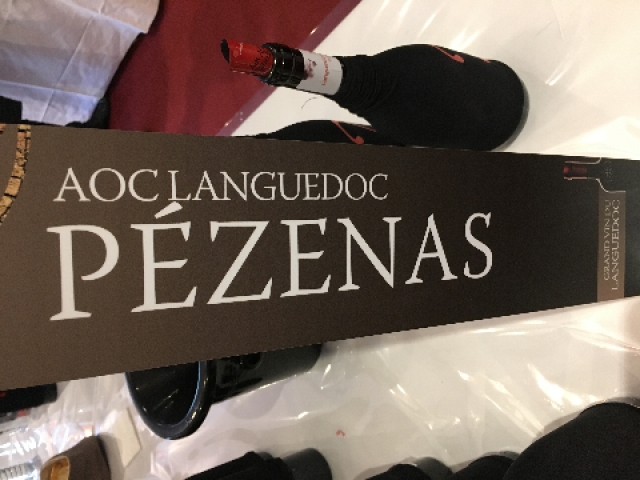 AOC LANGUEDOC
PÉZENAS
GRAND VIN DU
LANGUEDOC